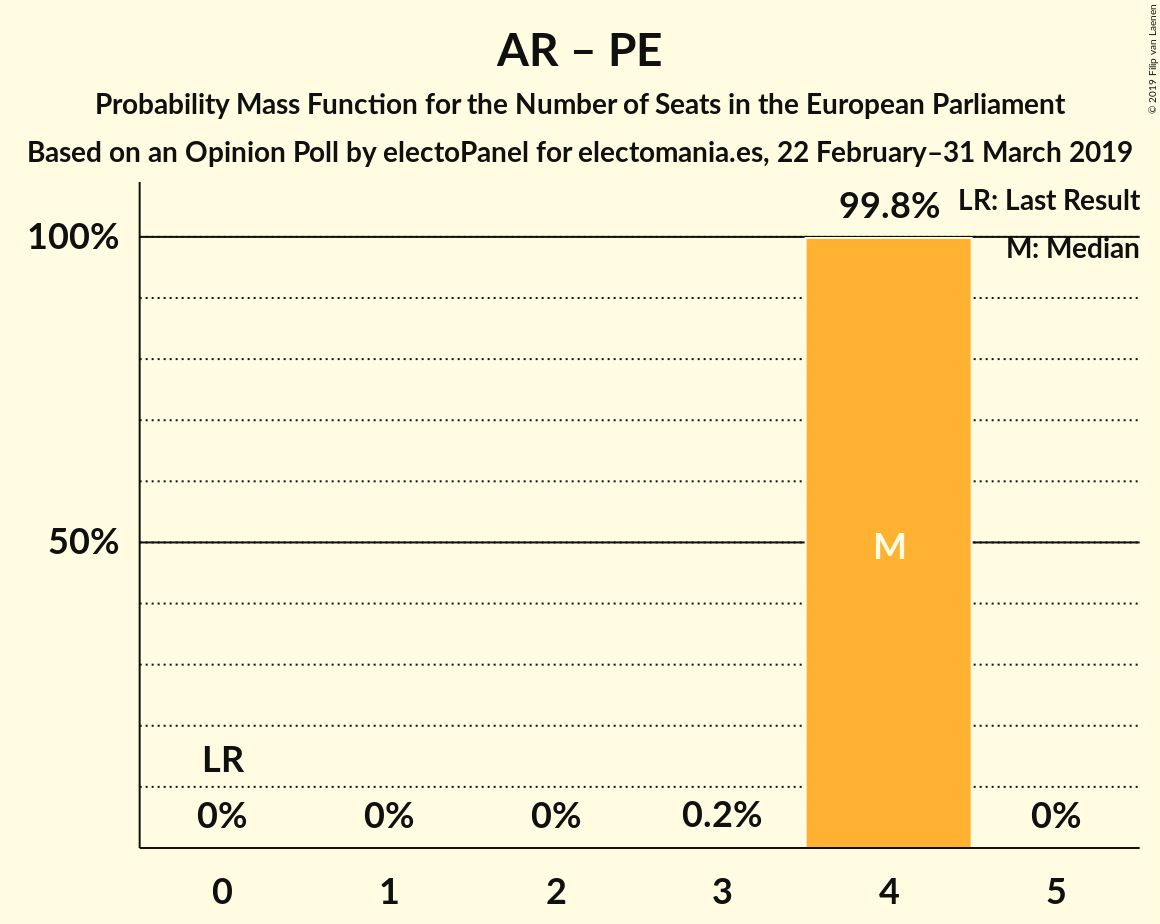 AR – PE
Probability Mass Function for the Number of Seats in the European Parliament
Based on an Opinion Poll by electoPanel for electomania.es, 22 February–31 March 2019
© 2019 Filip van Laenen
99.8%
LR: Last Result
M: Median
100%
50%
M
LR
0%
0%
0%
0.2%
0%
0
1
2
3
4
5